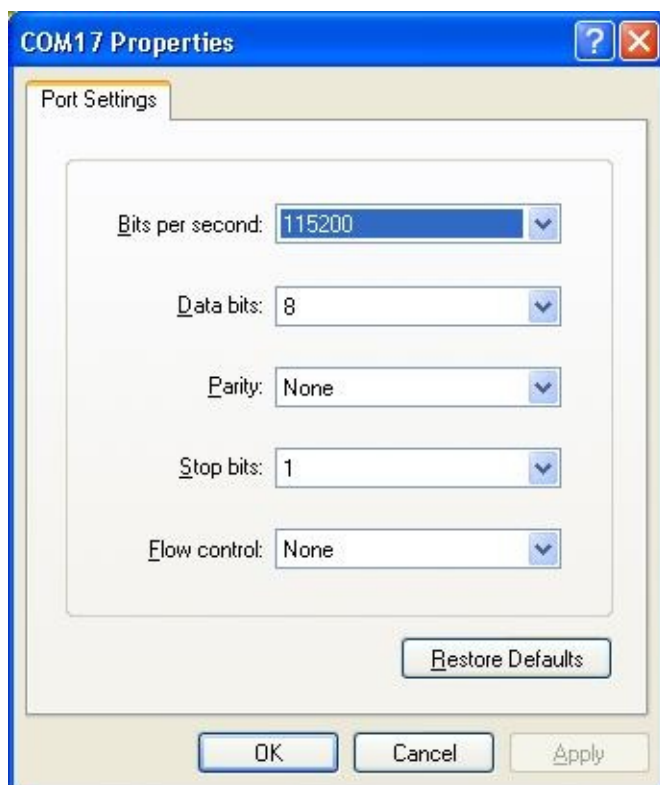 COM17 Properties
Port Settings
Bits per second: 115200
Data bits: 8
Parity: None
Stop bits: 1
Flow control: None
Restore Defaults
OK Cancel Apply